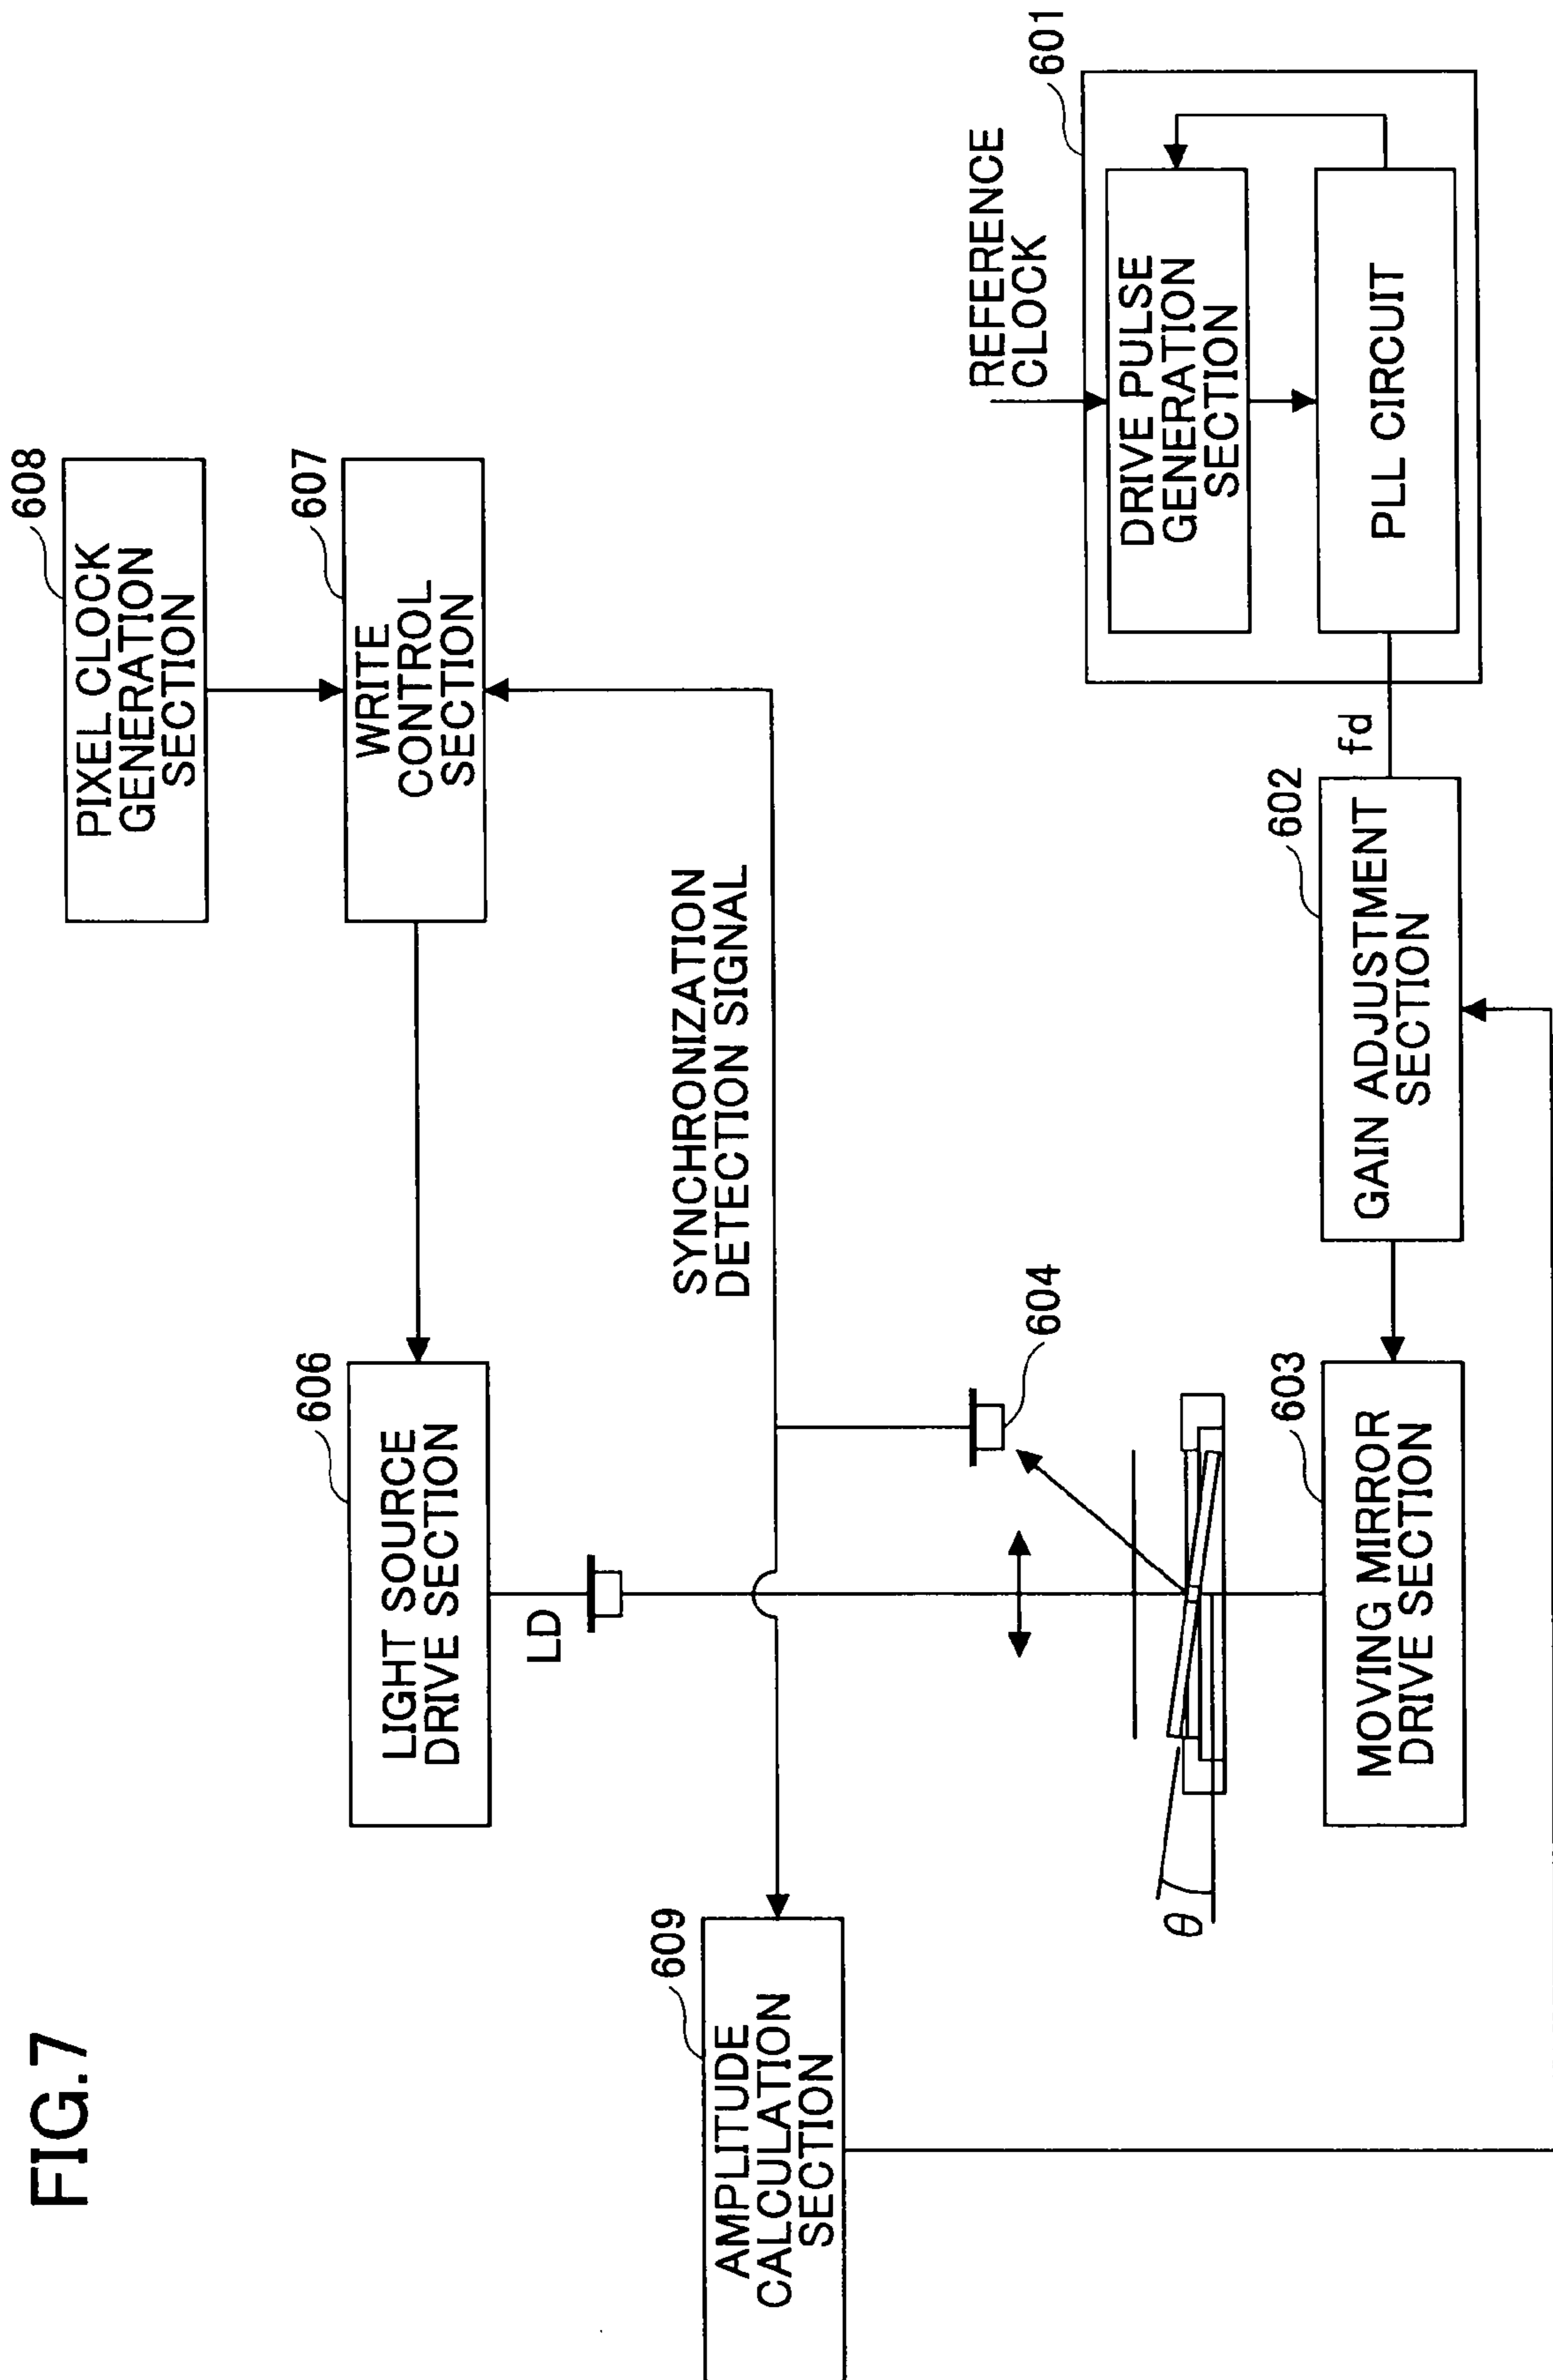 FIG.7
608
PIXEL CLOCK
GENERATION
SECTION
607
WRITE
CONTROL
SECTION
606
LIGHT SOURCE
DRIVE SECTION
LD
SYNCHRONIZATION
DETECTION SIGNAL
609
AMPLITUDE
CALCULATION
SECTION
604
θ
603
MOVING MIRROR
DRIVE SECTION
602
GAIN ADJUSTMENT
SECTION
fd
REFERENCE
CLOCK
601
DRIVE PULSE
GENERATION
SECTION
PLL CIRCUIT